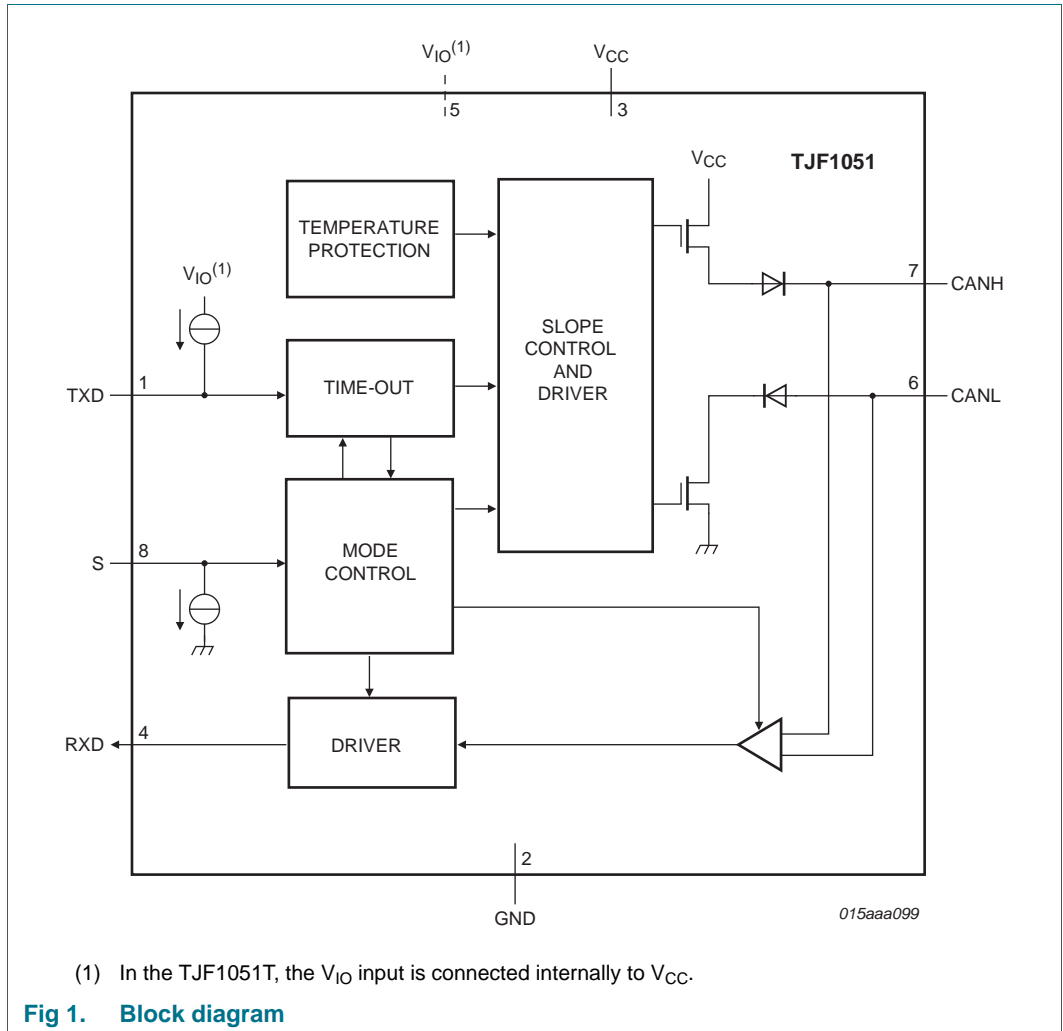 VIO(1)
VCC
5
3
VCC
TJF1051
TEMPERATURE
PROTECTION
VIO(1)
7
CANH
SLOPE
CONTROL
AND
DRIVER
TXD
1
TIME-OUT
6
CANL
S
8
MODE
CONTROL
RXD
4
DRIVER
2
GND
015aaa099
(1) In the TJF1051T, the VIO input is connected internally to VCC.
Fig 1. Block diagram